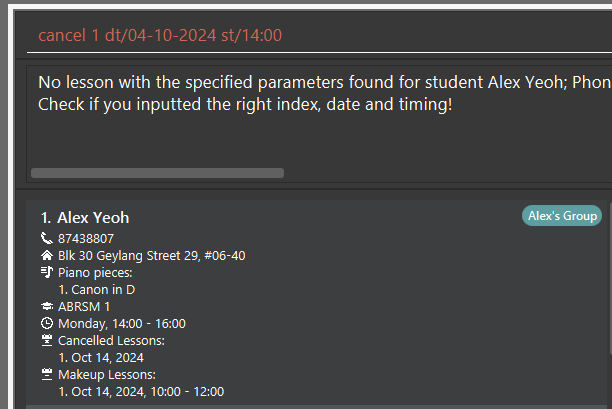 cancel 1 dt/04-10-2024 st/14:00
No lesson with the specified parameters found for student Alex Yeoh; Phon
Check if you inputted the right index, date and timing!
1. Alex Yeoh
Alex's Group
87438807
Blk 30 Geylang Street 29, #06-40
Piano pieces:
1. Canon in D
ABRSM 1
Monday, 14:00 - 16:00
Cancelled Lessons:
1. Oct 14, 2024
Makeup Lessons:
1. Oct 14, 2024, 10:00 - 12:00